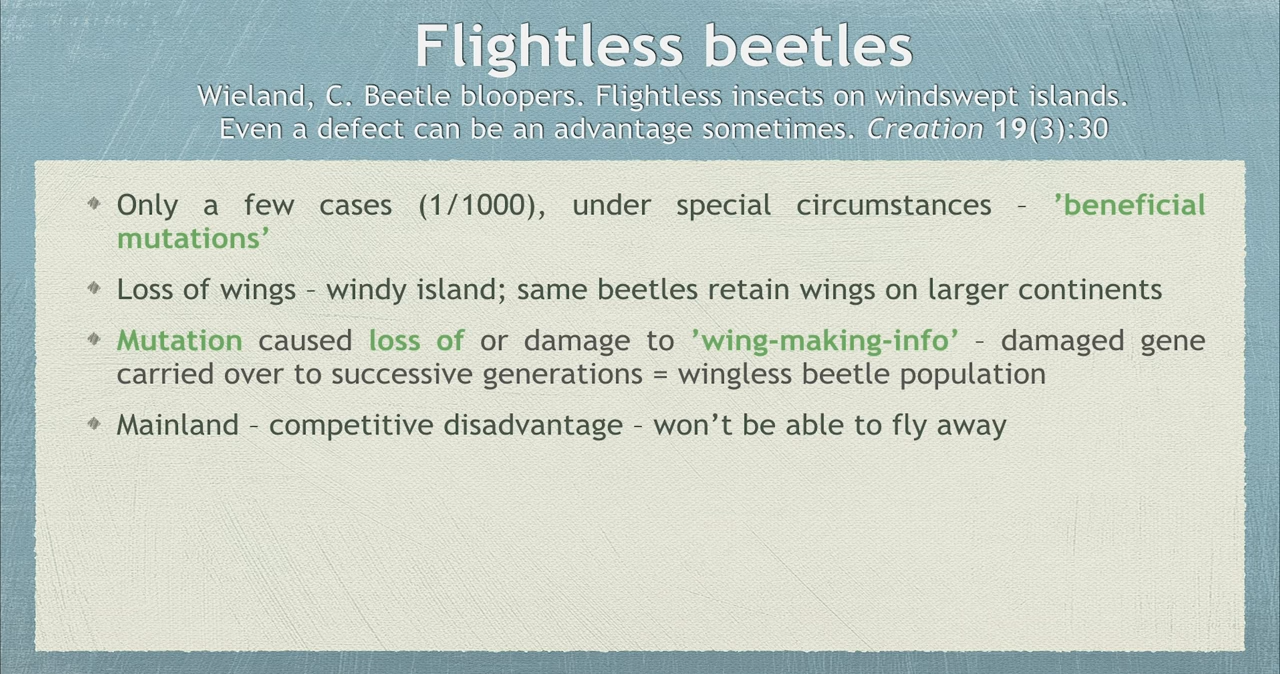 Flightless beetles
Wieland, C. Beetle bloopers. Flightless insects on windswept islands.
Even a defect can be an advantage sometimes. Creation 19(3):30
Only a few cases (1/1000), under special circumstances – ’beneficial
mutations’
Loss of wings – windy island; same beetles retain wings on larger continents
Mutation caused loss of or damage to ’wing-making-info’ – damaged gene
carried over to successive generations = wingless beetle population
Mainland – competitive disadvantage – won’t be able to fly away